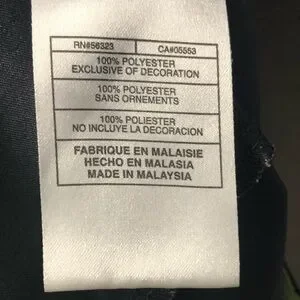 RN#56323 CA#05553
100% POLYESTER
EXCLUSIVE OF DECORATION
100% POLYESTER
SANS ORNEMENTS
100% POLIESTER
NO INCLUYE LA DECORACION
FABRIQUE EN MALAISIE
HECHO EN MALASIA
MADE IN MALAYSIA